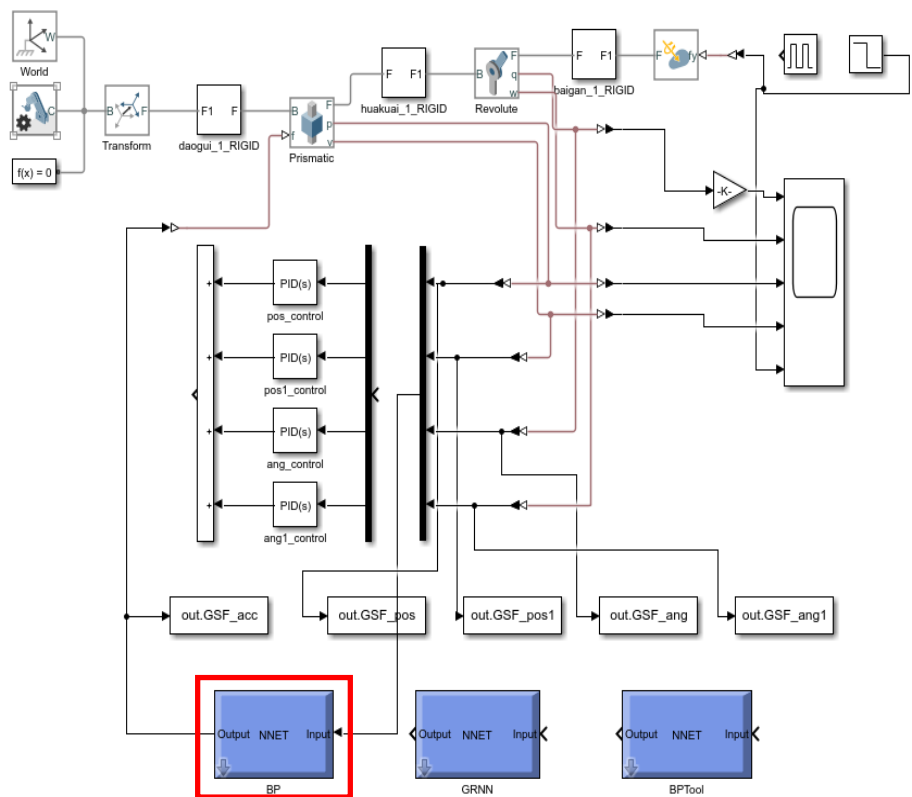 W
World
C
f(x) = 0
B
F
Transform
F1
F
daogui_1_RIGID
B
F
f
p
v
Prismatic
F
F1
huakuai_1_RIGID
B
F
q
w
Revolute
F
F1
baigan_1_RIGID
F
fy
-K-
+
PID(s)
pos_control
+
PID(s)
pos1_control
+
PID(s)
ang_control
+
PID(s)
ang1_control
out.GSF_acc
out.GSF_pos
out.GSF_pos1
out.GSF_ang
out.GSF_ang1
Output NNET Input
BP
Output NNET Input
GRNN
Output NNET Input
BPTool